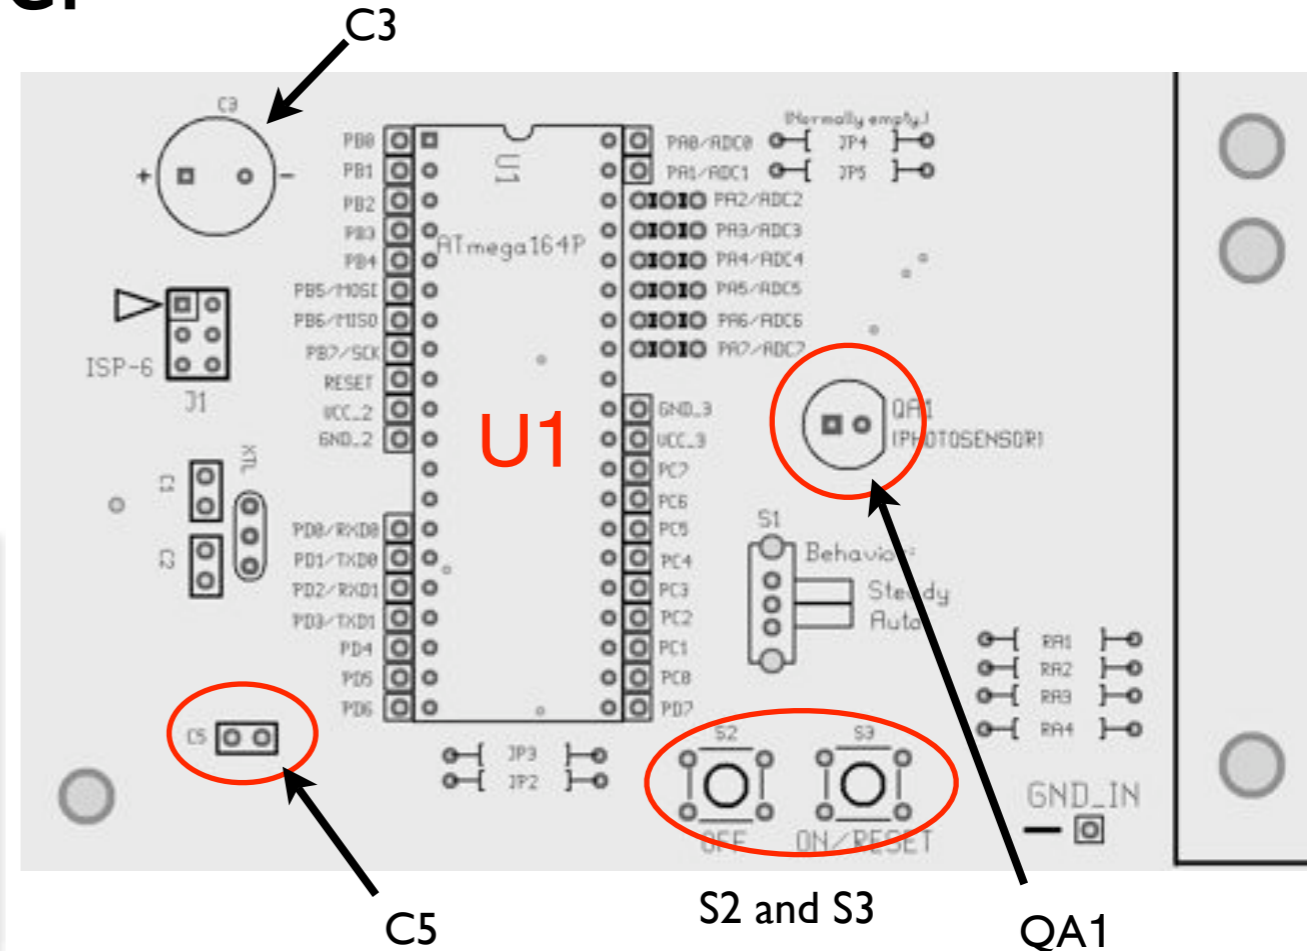 C3
C3
+ -
(Normally empty.)
JP4
JP5
PB0
PB1
PB2
PB3
PB4
PB5/MOSI
PB6/MISO
PB7/SCK
RESET
VCC_2
GND_2
PD0/RXD0
PD1/TXD0
PD2/RXD1
PD3/TXD1
PD4
PD5
PD6
U1
ATmega164P
U1
PA0/ADC0
PA1/ADC1
PA2/ADC2
PA3/ADC3
PA4/ADC4
PA5/ADC5
PA6/ADC6
PA7/ADC7
GND_3
VCC_3
PC7
PC6
PC5
PC4
PC3
PC2
PC1
PC0
PD7
ISP-6
J1
XTL
C1
C2
QA1
(PHOTOSENSOR)
S1
Behavior:
Steady
Auto
RA1
RA2
RA3
RA4
C5
JP3
JP2
S2
S3
OFF
ON/RESET
GND_IN
C5
S2 and S3
QA1